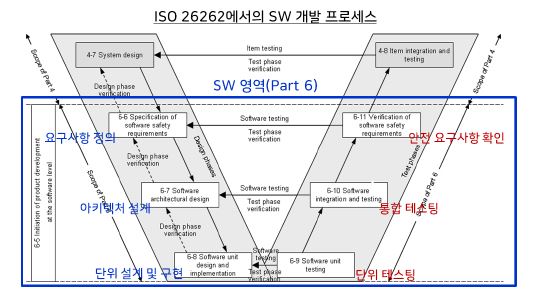 ISO 26262에서의 SW 개발 프로세스
4-7 System design
Item testing
Test phase
verification
4-8 Item integration and
testing
Scope of Part 4
Scope of Part 4
Design phase
verification
SW 영역(Part 6)
5-6 Specification of
software safety
requirements
Software testing
Test phase
verification
6-11 Verification of
software safety
requirements
요구사항 정의
안전 요구사항 확인
Design phases
Test phases
Design phase
verification
6-5 Initiation of product development
at the software level
Scope of Part 6
6-7 Software
architectural design
Software testing
Test phase
verification
6-10 Software
integration and testing
아키텍처 설계
통합 테스팅
Design phase
verification
6-8 Software unit
design and
implementation
Software
testing
Test phase
verification
6-9 Software unit
testing
단위 설계 및 구현
단위 테스팅